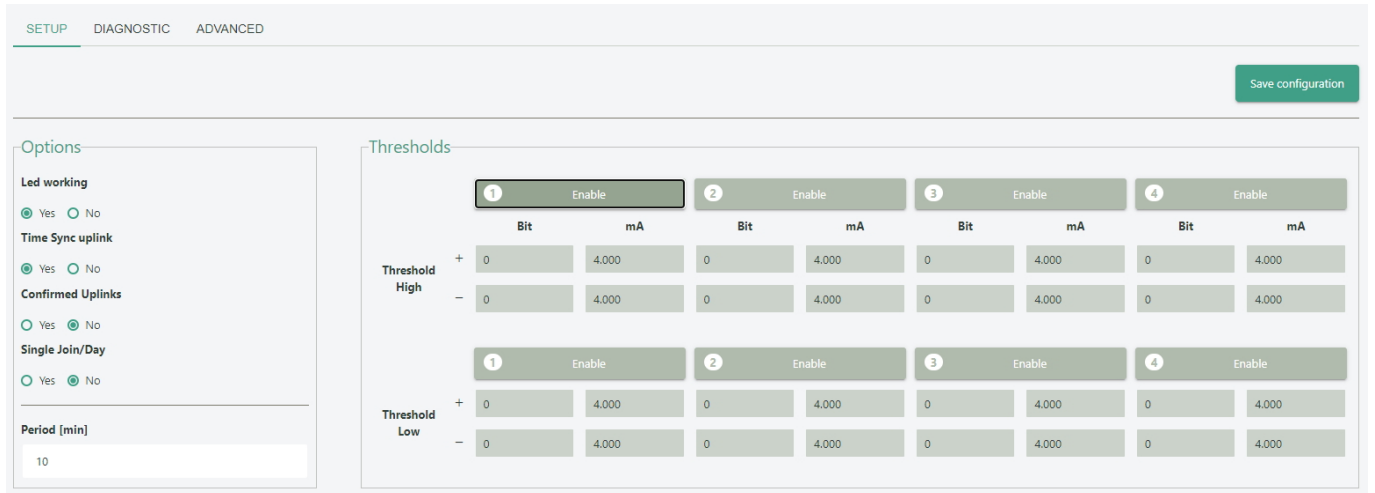 SETUP DIAGNOSTIC ADVANCED
Save configuration
Options
Led working
Yes No
Time Sync uplink
Yes No
Confirmed Uplinks
Yes No
Single Join/Day
Yes No
Period [min]
10
Thresholds
1 Enable 2 Enable 3 Enable 4 Enable
Bit mA Bit mA Bit mA Bit mA
Threshold High
+ 0 4.000 0 4.000 0 4.000 0 4.000
− 0 4.000 0 4.000 0 4.000 0 4.000
1 Enable 2 Enable 3 Enable 4 Enable
Threshold Low
+ 0 4.000 0 4.000 0 4.000 0 4.000
− 0 4.000 0 4.000 0 4.000 0 4.000